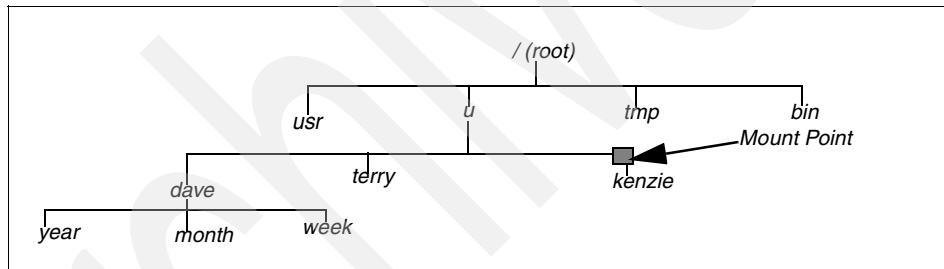 / (root)
usr
u
tmp
bin
Mount Point
dave
terry
kenzie
year
month
week